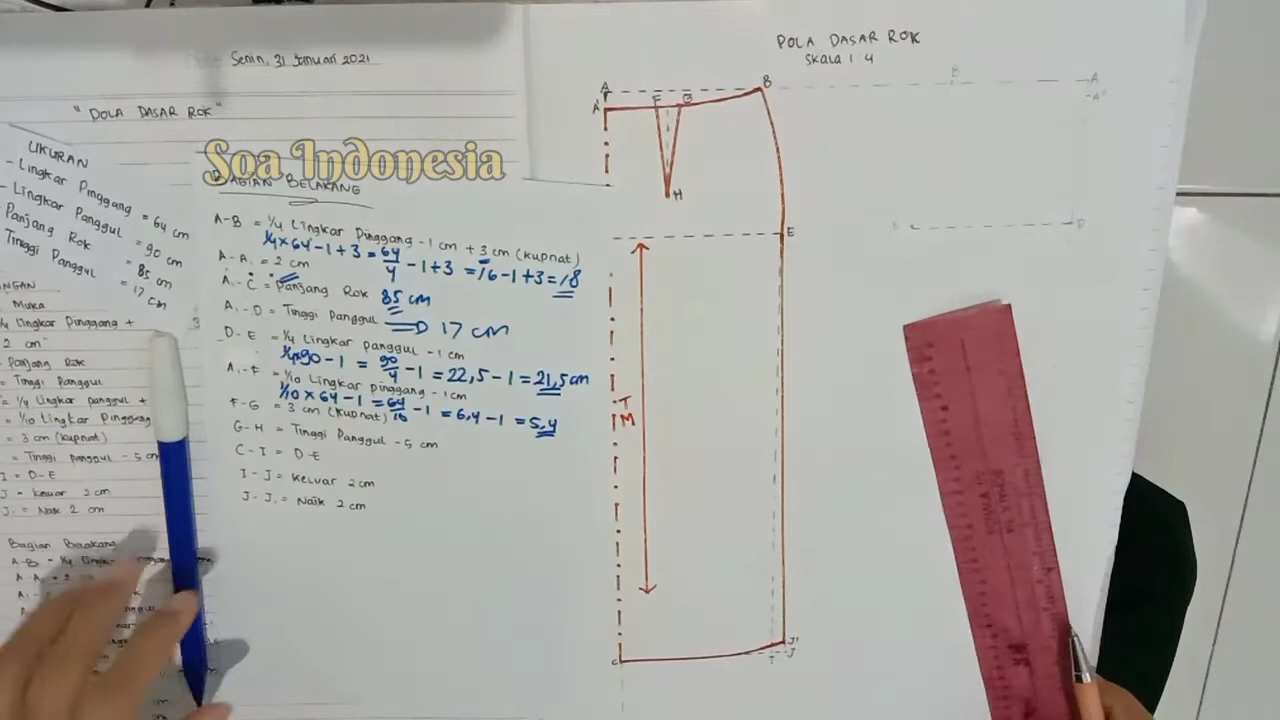 Senin, 31 Januari 2021
"POLA DASAR ROK"
UKURAN
- Lingkar Pinggang = 64 cm
- Lingkar Panggul = 90 cm
Panjang Rok = 85 cm
Tinggi Panggul = 17 cm
NGAN
Muka
¼ Lingkar Pinggang + 3
2 cm
Panjang Rok
= Tinggi Panggul
= ¼ Lingkar panggul +
= 1/10 Lingkar Pinggang
= 3 cm (kupnat)
= Tinggi panggul - 5 cm
I = D-E
J = Keluar 2 cm
J₁ = Naik 2 cm
Bagian Belakang
A-B = ¼ Lingkar Pinggang
Soa Indonesia
BAGIAN BELAKANG
A-B = ¼ Lingkar Pinggang - 1 cm + 3 cm (kupnat)
¼ x 64 - 1 + 3 = 64/4 - 1 + 3 = 16 - 1 + 3 = 18
A-A₁ = 2 cm
A₁-C = Panjang Rok 85 cm
A₁-D = Tinggi Panggul => 17 cm
D-E = ¼ Lingkar panggul - 1 cm
¼ x 90 - 1 = 90/4 - 1 = 22,5 - 1 = 21,5 cm
A₁-F = 1/10 Lingkar pinggang - 1 cm
1/10 x 64 - 1 = 64/10 - 1 = 6,4 - 1 = 5,4
F-G = 3 cm (kupnat)
G-H = Tinggi Panggul - 5 cm
C-I = D-E
I-J = Keluar 2 cm
J-J₁ = Naik 2 cm
POLA DASAR ROK
Skala 1 4
A B
A' F G
H
E
T
M
C I J
J'
B A
A'
E D